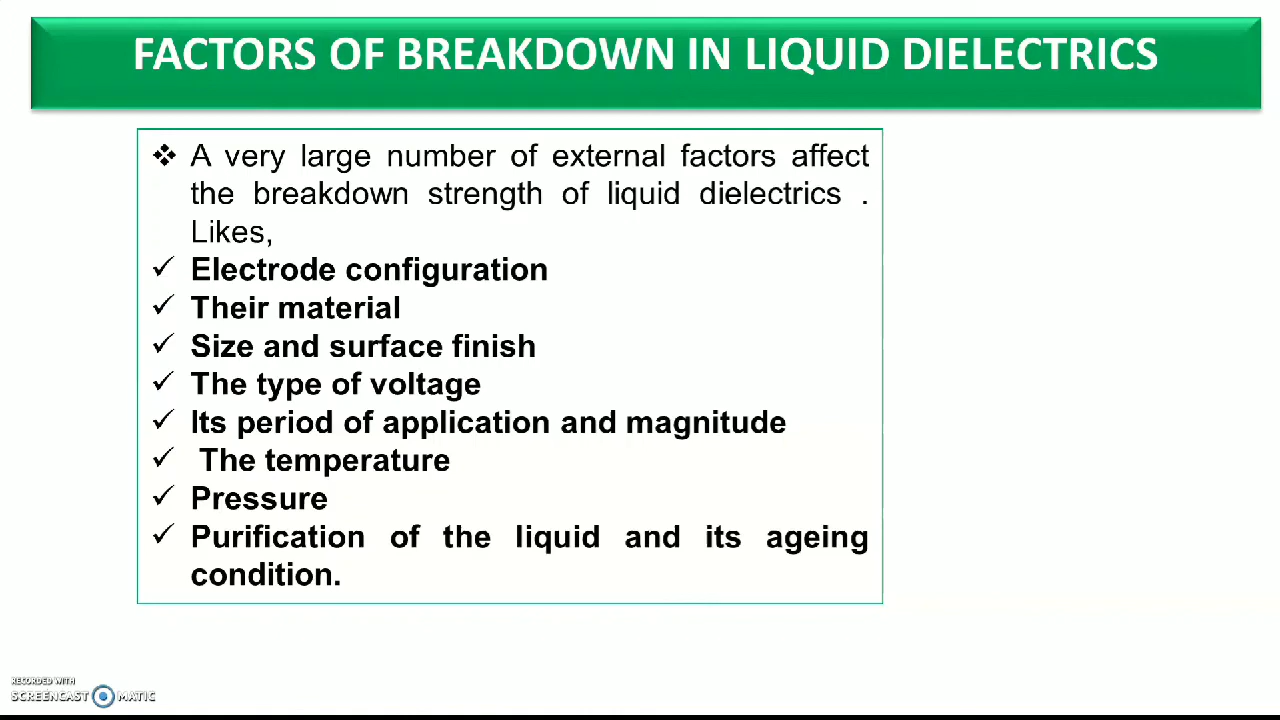 FACTORS OF BREAKDOWN IN LIQUID DIELECTRICS
❖ A very large number of external factors affect
the breakdown strength of liquid dielectrics .
Likes,
✓ Electrode configuration
✓ Their material
✓ Size and surface finish
✓ The type of voltage
✓ Its period of application and magnitude
✓ The temperature
✓ Pressure
✓ Purification of the liquid and its ageing
condition.
RECORDED WITH
SCREENCAST MATIC